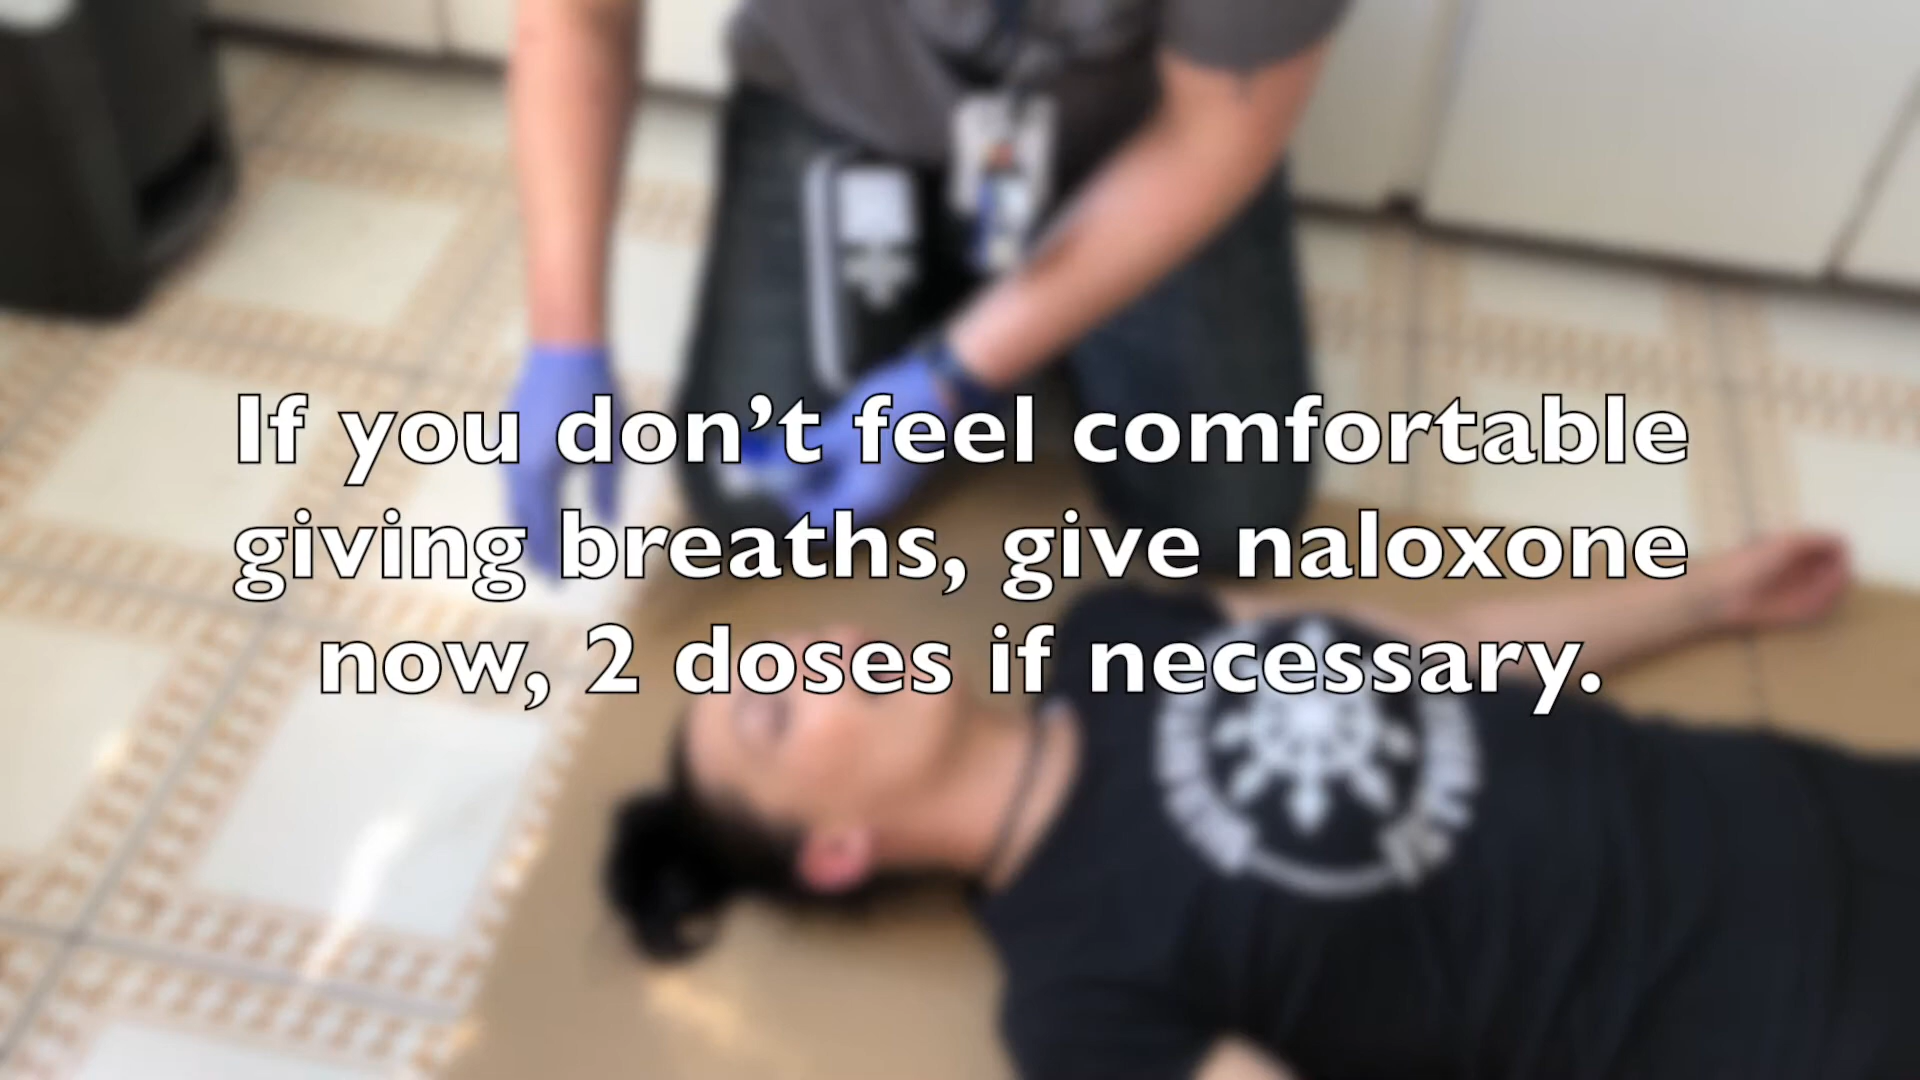 If you don’t feel comfortable
giving breaths, give naloxone
now, 2 doses if necessary.